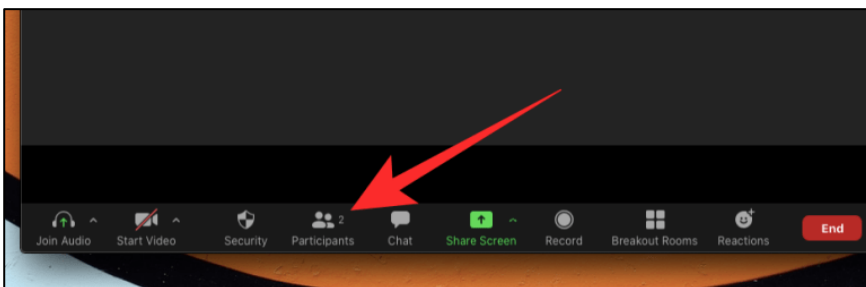 2
Join Audio Start Video Security Participants Chat Share Screen Record Breakout Rooms Reactions End